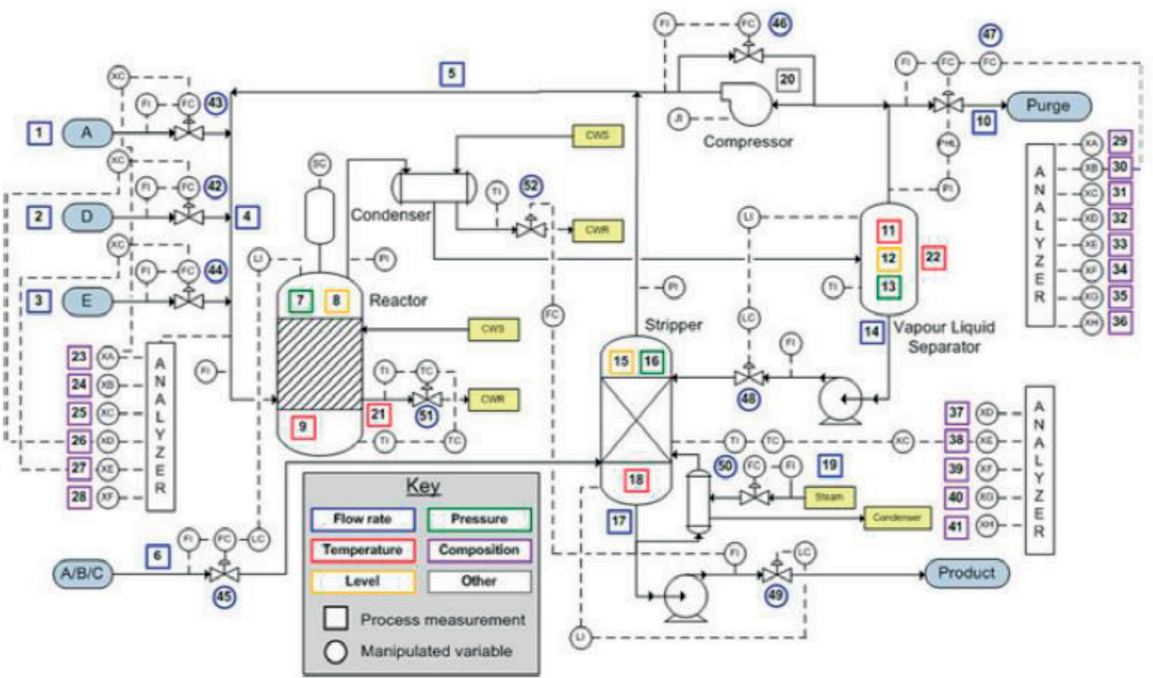 FI
FC
46
47
5
20
FI
FC
FC
XC
Purge
FI
FC
43
JI
10
1
A
Compressor
CWS
PHL
XA
29
XC
SC
XB
30
FI
FC
42
52
PI
XC
31
TI
2
D
4
Condenser
LI
11
XD
32
CWR
XC
12
22
XE
33
LI
PI
FI
FC
44
13
XF
34
3
E
7
8
Reactor
PI
TI
XG
35
FC
Stripper
14
Vapour Liquid
Separator
XH
36
CWS
LC
ANALYZER
23
XA
15
16
FI
FI
TI
TC
24
XB
48
CWR
25
XC
9
21
51
37
XD
26
XD
TI
TC
TI
TC
XC
38
XE
27
XE
50
FC
FI
19
39
XF
28
XF
18
Steam
40
XG
ANALYZER
Key
17
Condenser
41
XH
ANALYZER
Flow rate
Pressure
FI
FC
LC
6
Temperature
Composition
FI
LC
A/B/C
Level
Other
Product
45
49
Process measurement
LI
Manipulated variable